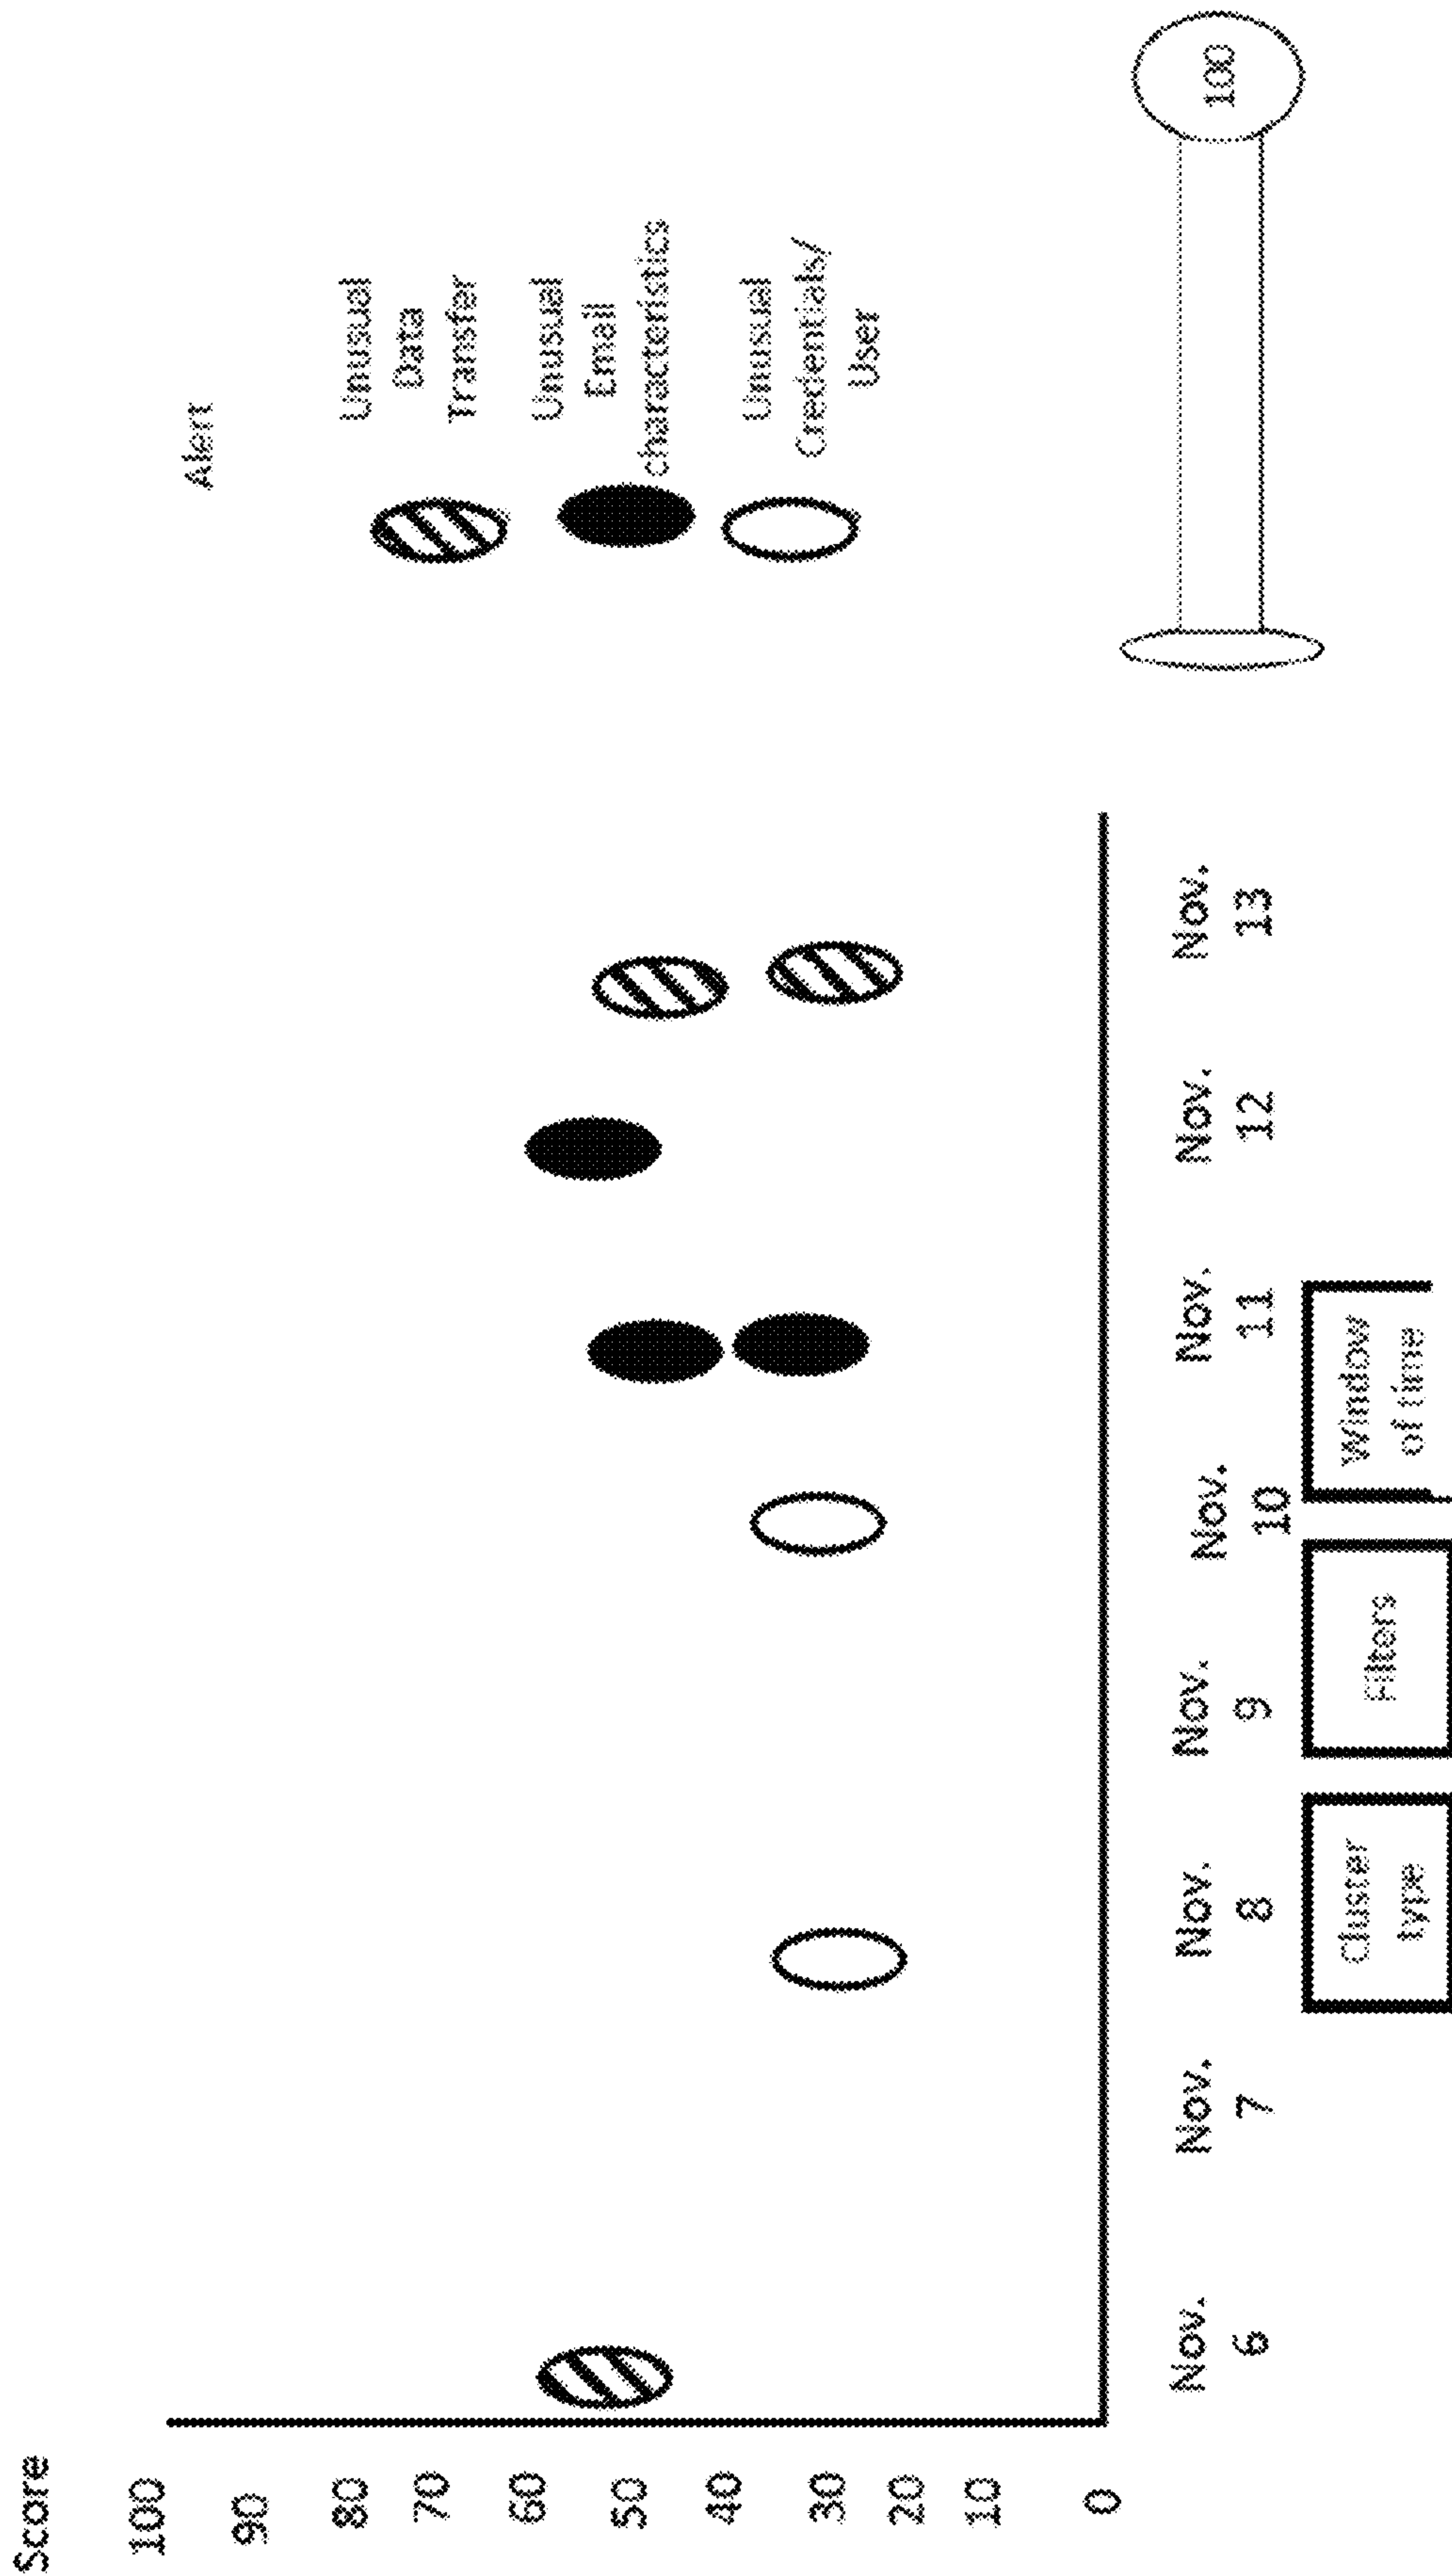 Score
100
90
80
70
60
50
40
30
20
10
0
Nov.
6
Nov.
7
Nov.
8
Nov.
9
Nov.
10
Nov.
11
Nov.
12
Nov.
13
Alert
Unusual
Data
Transfer
Unusual
Email
characteristics
Unusual
Credentials/
User
Cluster
type
Filters
Window
of time
100